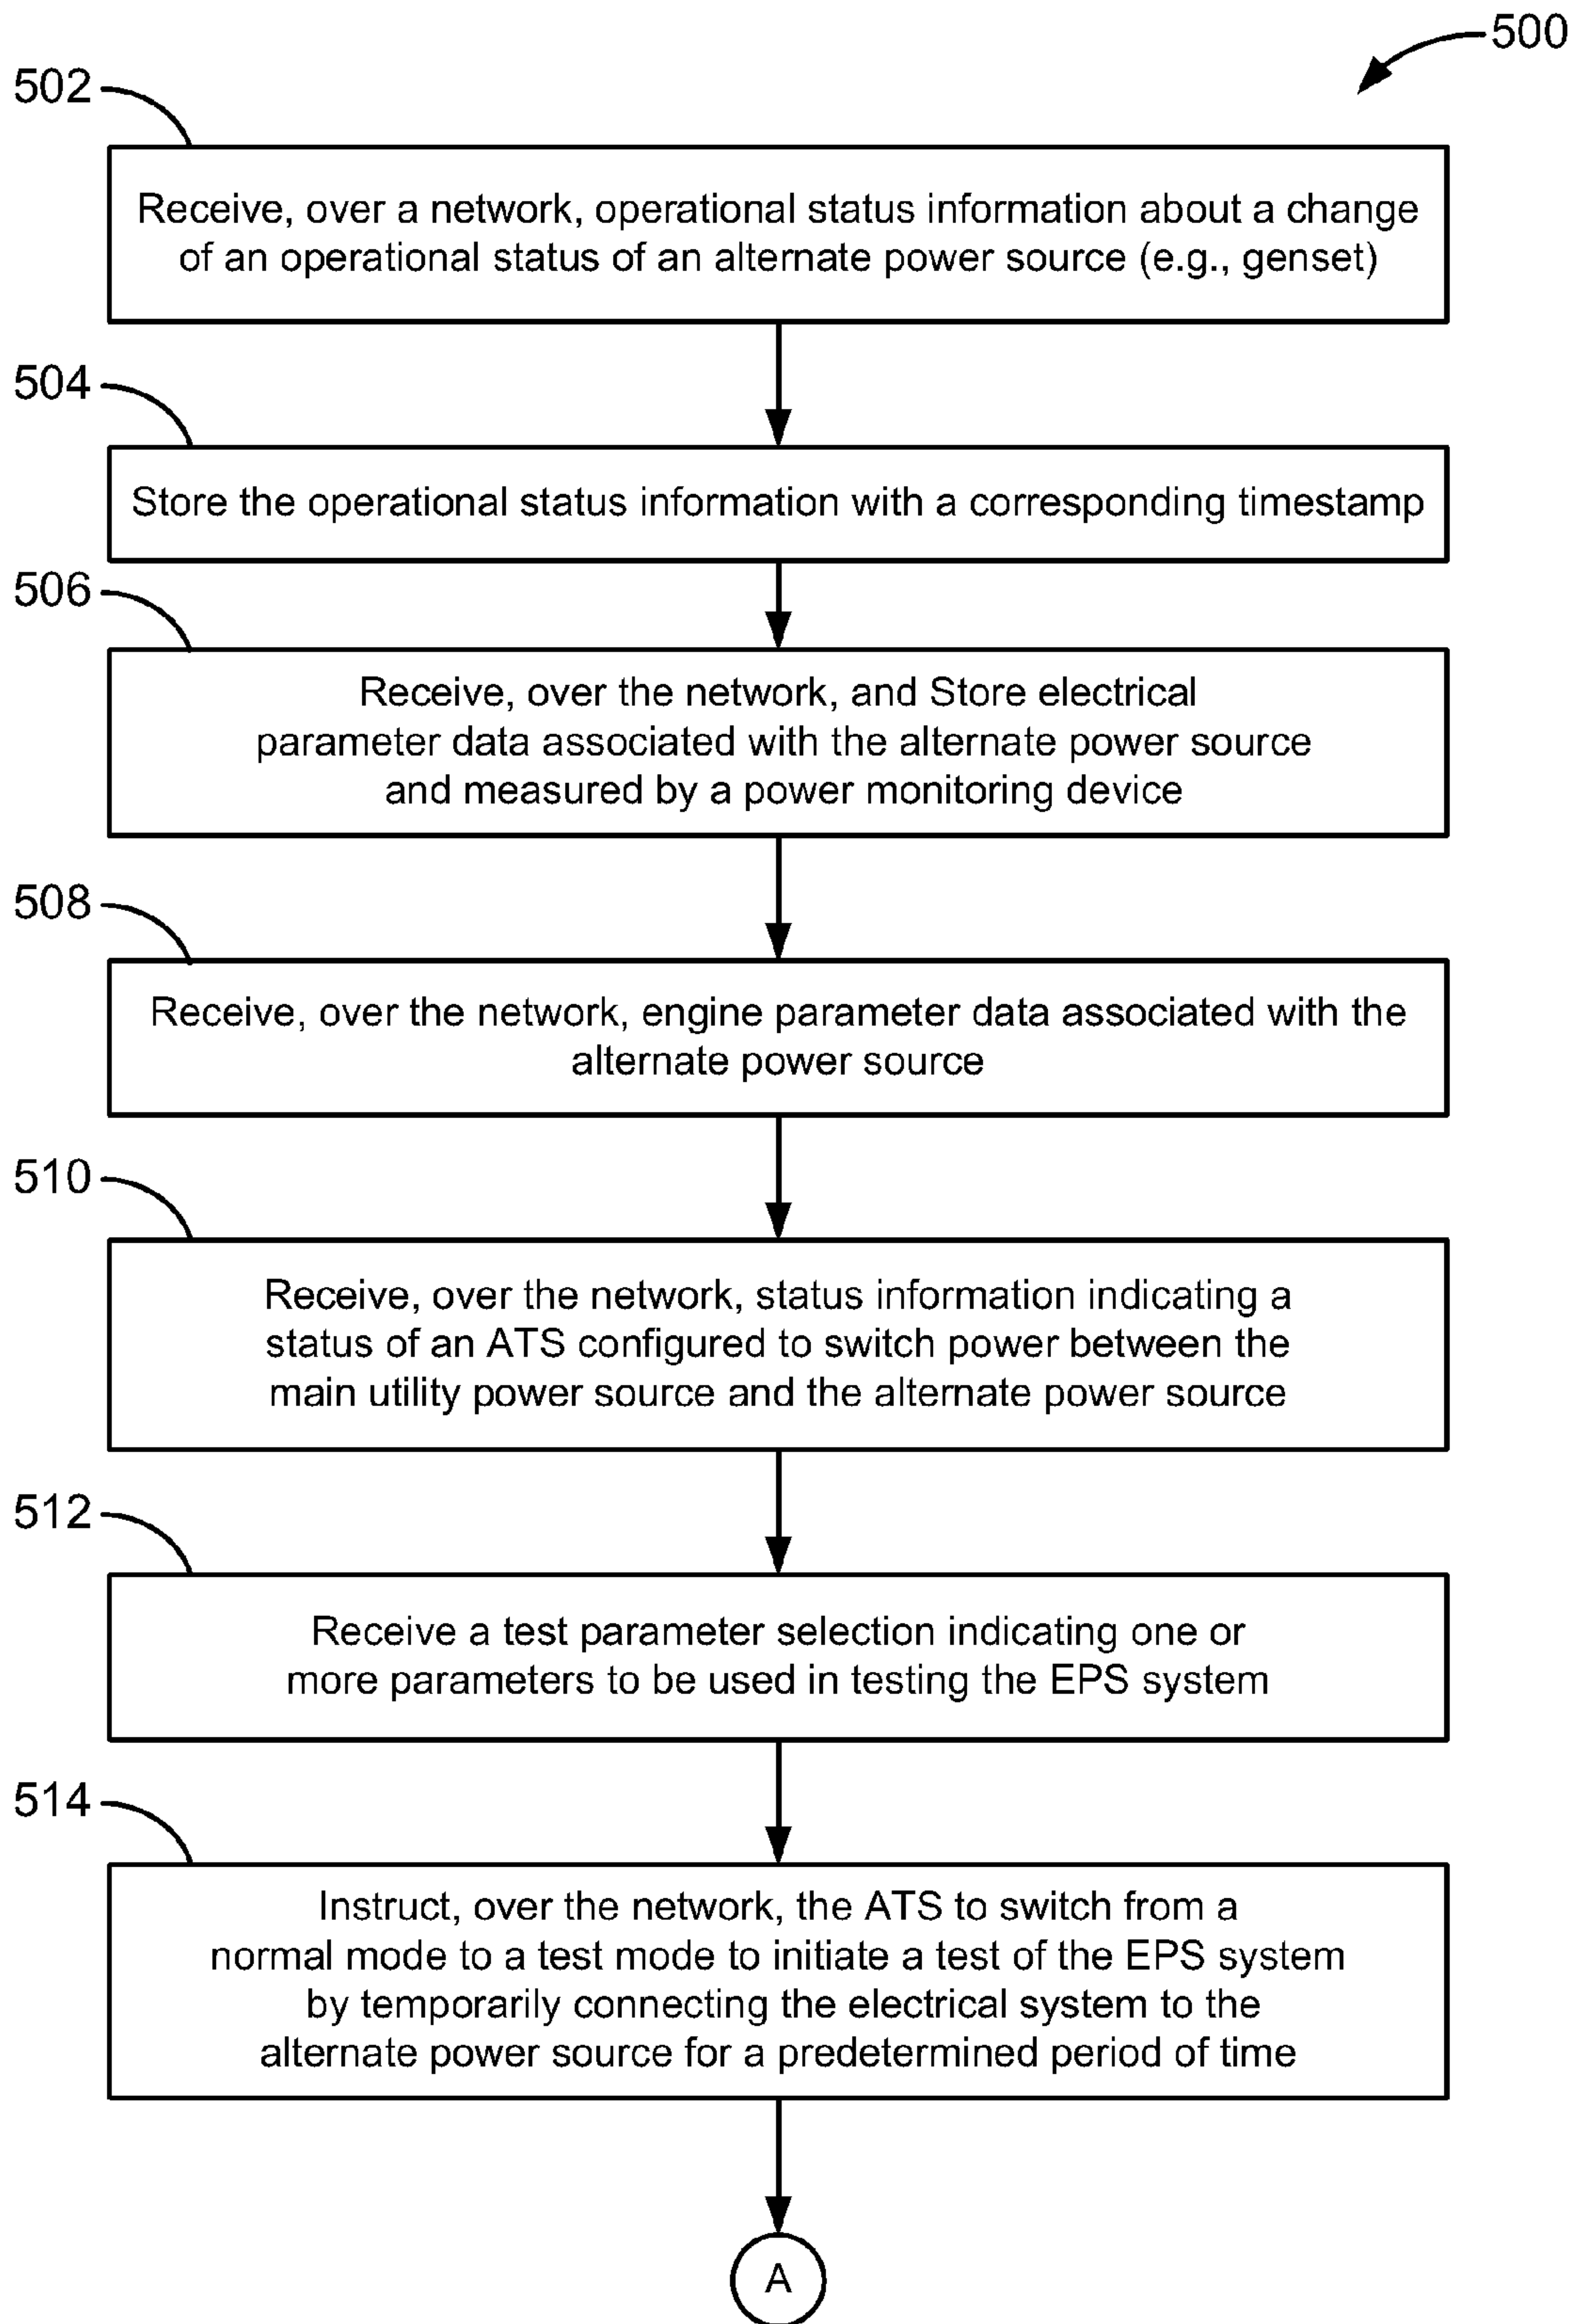 500
502
Receive, over a network, operational status information about a change
of an operational status of an alternate power source (e.g., genset)
504
Store the operational status information with a corresponding timestamp
506
Receive, over the network, and Store electrical
parameter data associated with the alternate power source
and measured by a power monitoring device
508
Receive, over the network, engine parameter data associated with the
alternate power source
510
Receive, over the network, status information indicating a
status of an ATS configured to switch power between the
main utility power source and the alternate power source
512
Receive a test parameter selection indicating one or
more parameters to be used in testing the EPS system
514
Instruct, over the network, the ATS to switch from a
normal mode to a test mode to initiate a test of the EPS system
by temporarily connecting the electrical system to the
alternate power source for a predetermined period of time
A